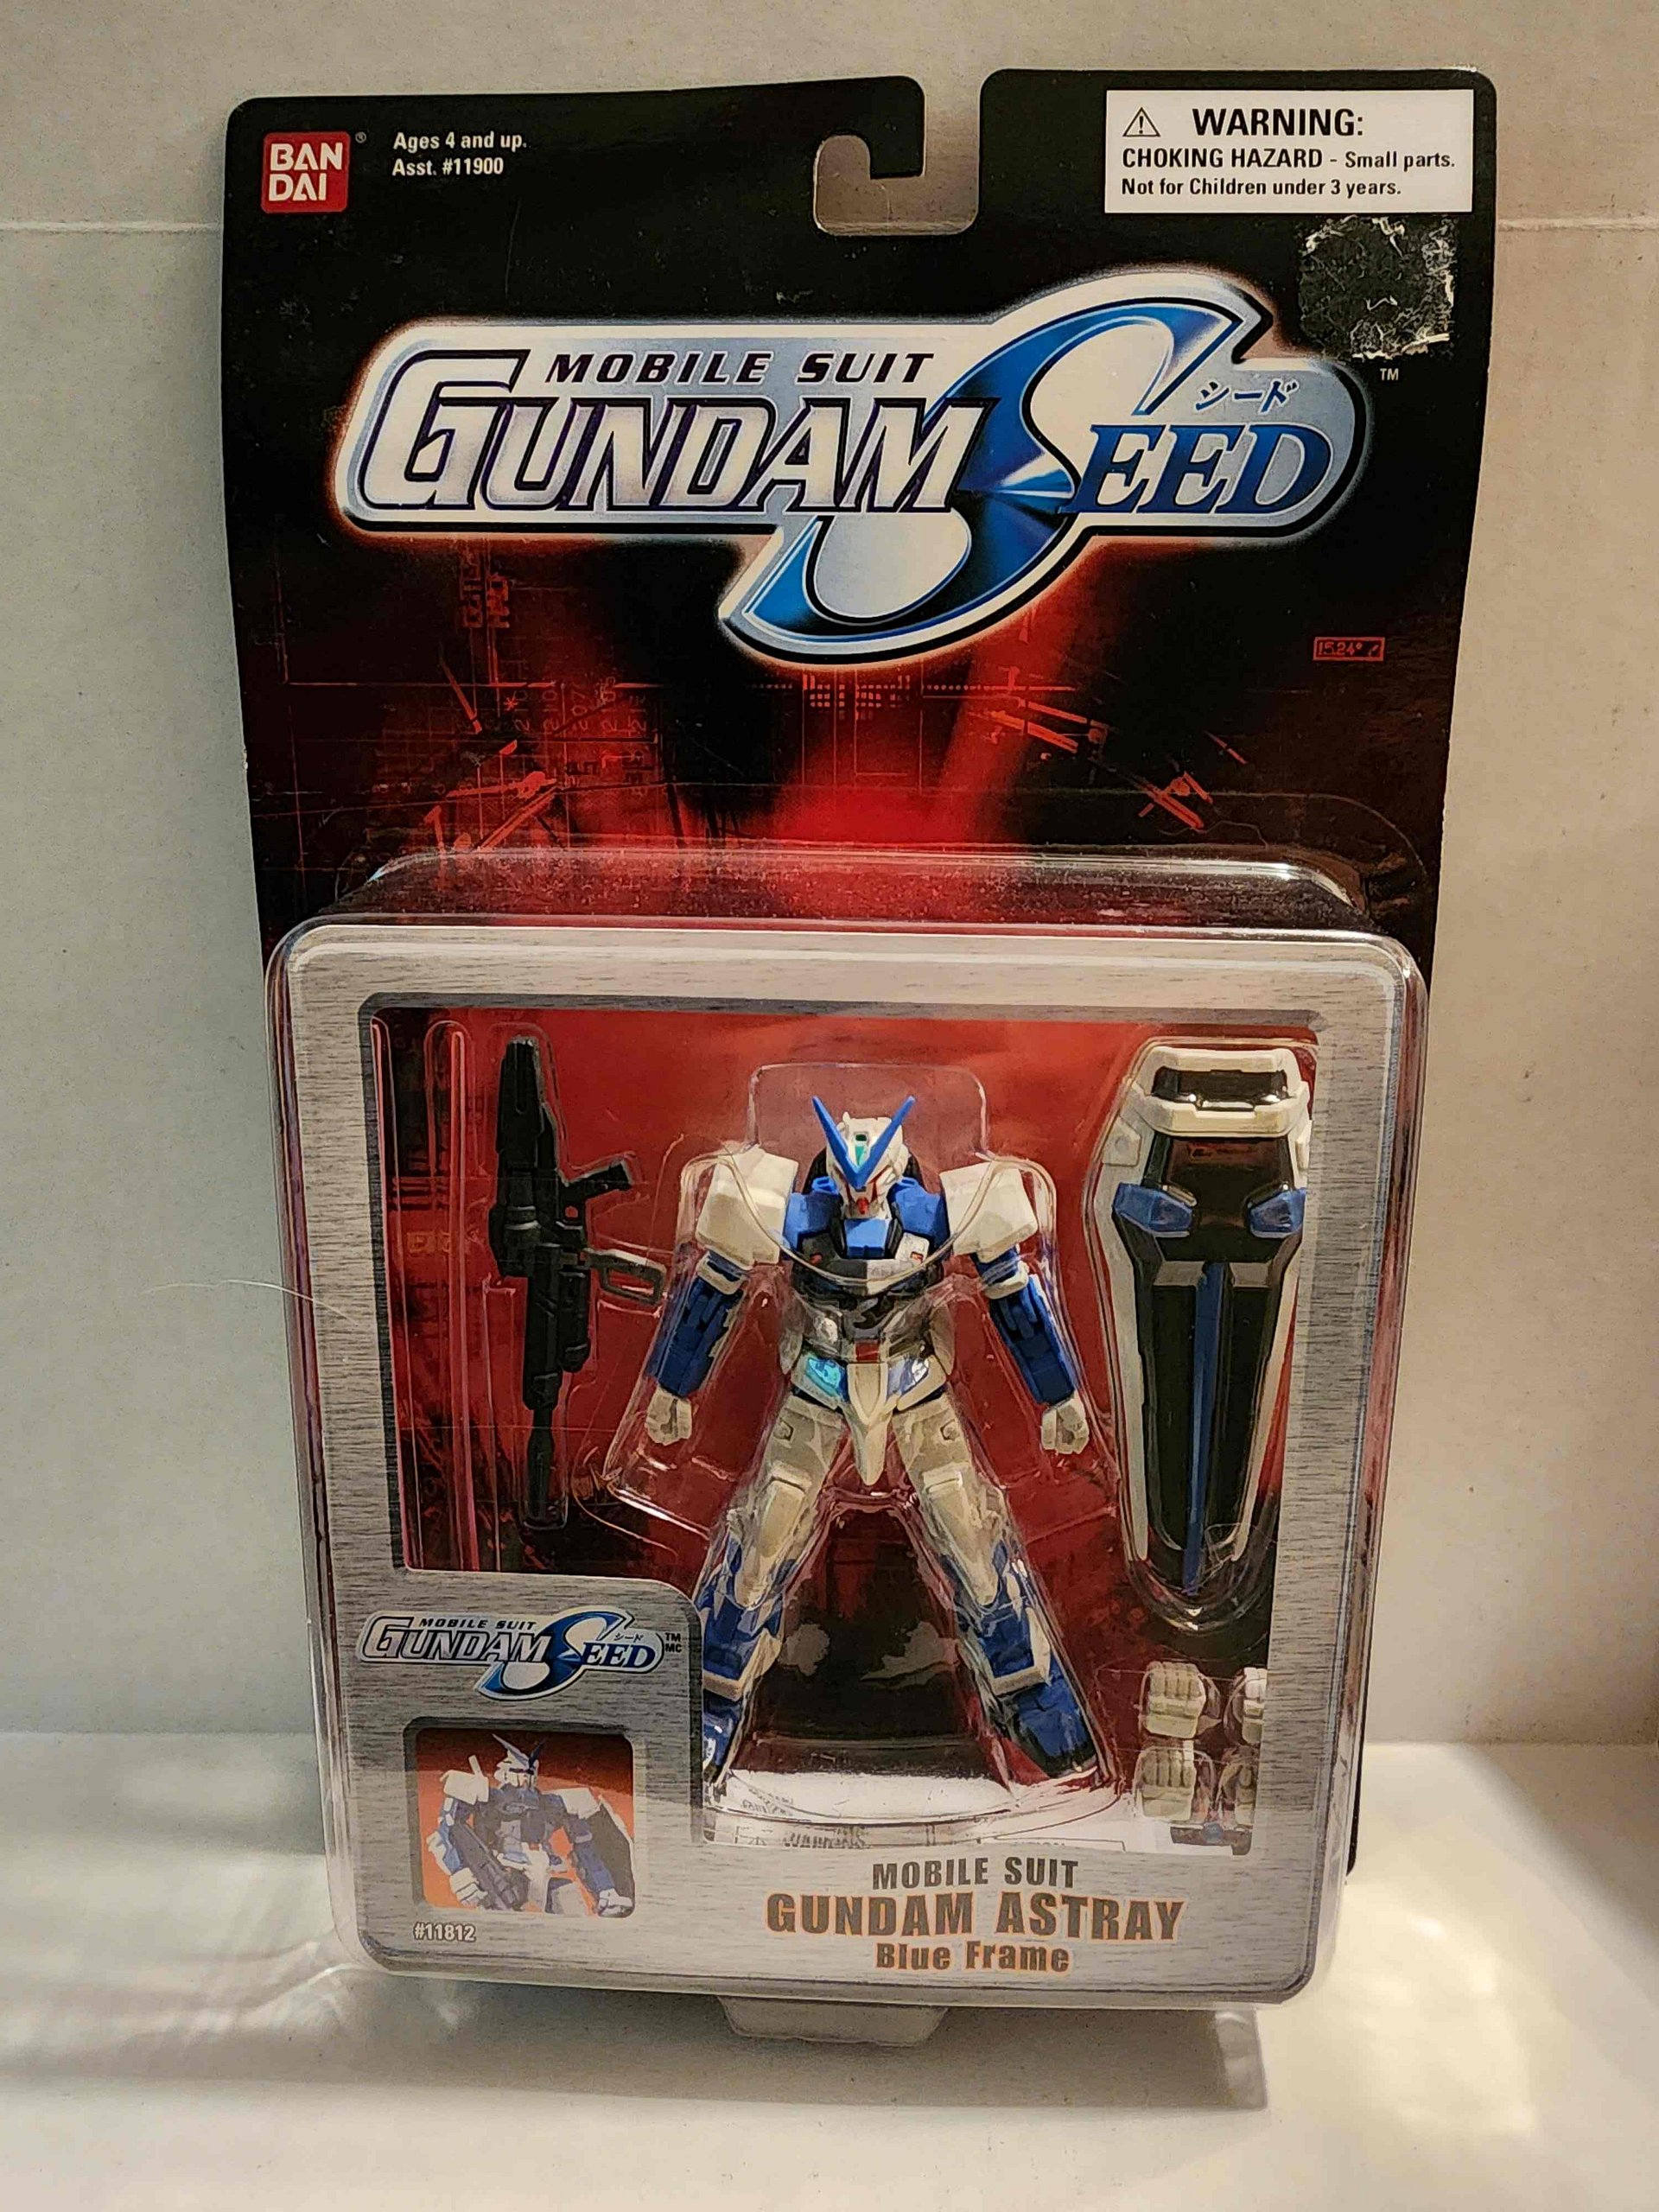 BAN
DAI
®
Ages 4 and up.
Asst. #11900
WARNING:
CHOKING HAZARD - Small parts.
Not for Children under 3 years.
MOBILE SUIT
GUNDAM SEED
シード
TM
15.24°
MOBILE SUIT
GUNDAM SEED
シード
TM
MC
#11812
MOBILE SUIT
GUNDAM ASTRAY
Blue Frame